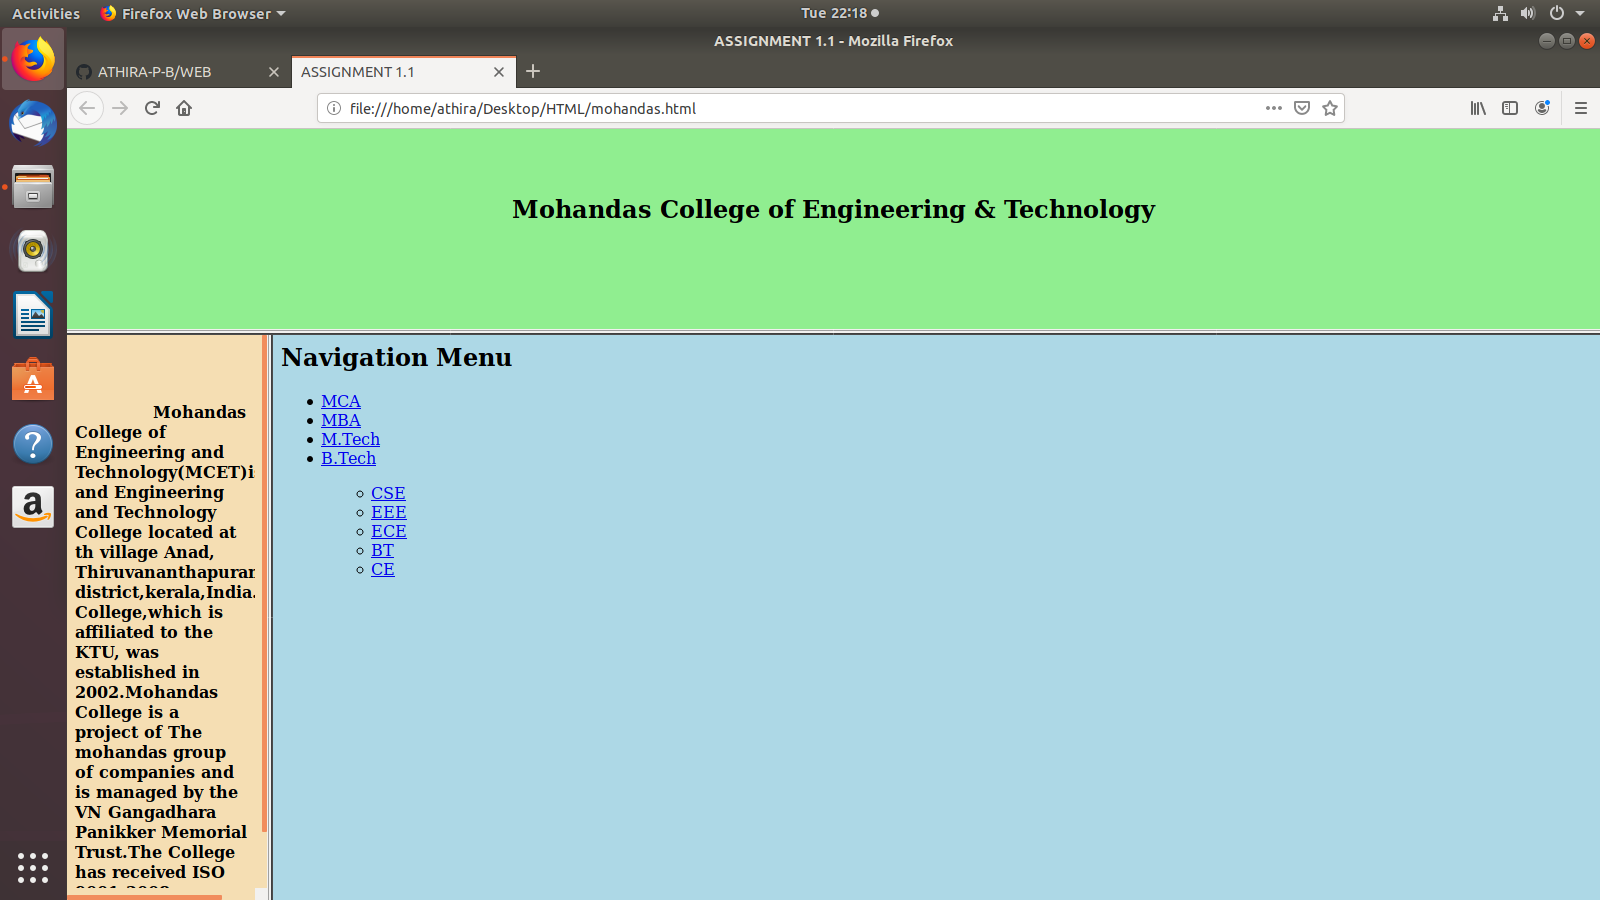 Activities
Firefox Web Browser
Tue 22:18
ASSIGNMENT 1.1 - Mozilla Firefox
ATHIRA-P-B/WEB
ASSIGNMENT 1.1
file:///home/athira/Desktop/HTML/mohandas.html
Mohandas College of Engineering & Technology
Mohandas
College of
Engineering and
Technology(MCET)is
and Engineering
and Technology
College located at
th village Anad,
Thiruvananthapuram
district,kerala,India.
College,which is
affiliated to the
KTU, was
established in
2002.Mohandas
College is a
project of The
mohandas group
of companies and
is managed by the
VN Gangadhara
Panikker Memorial
Trust.The College
has received ISO
Navigation Menu
MCA
MBA
M.Tech
B.Tech
CSE
EEE
ECE
BT
CE